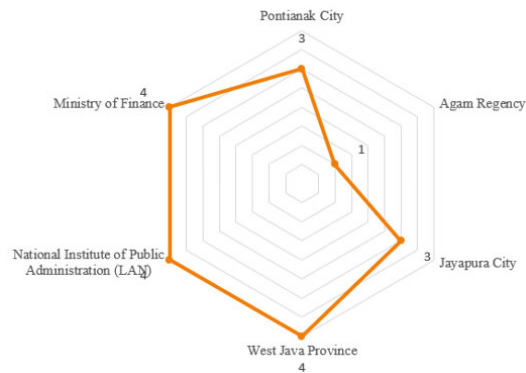 Pontianak City
3
4
Ministry of Finance
Agam Regency
1
National Institute of Public
Administration (LAN)
4
3
Jayapura City
West Java Province
4